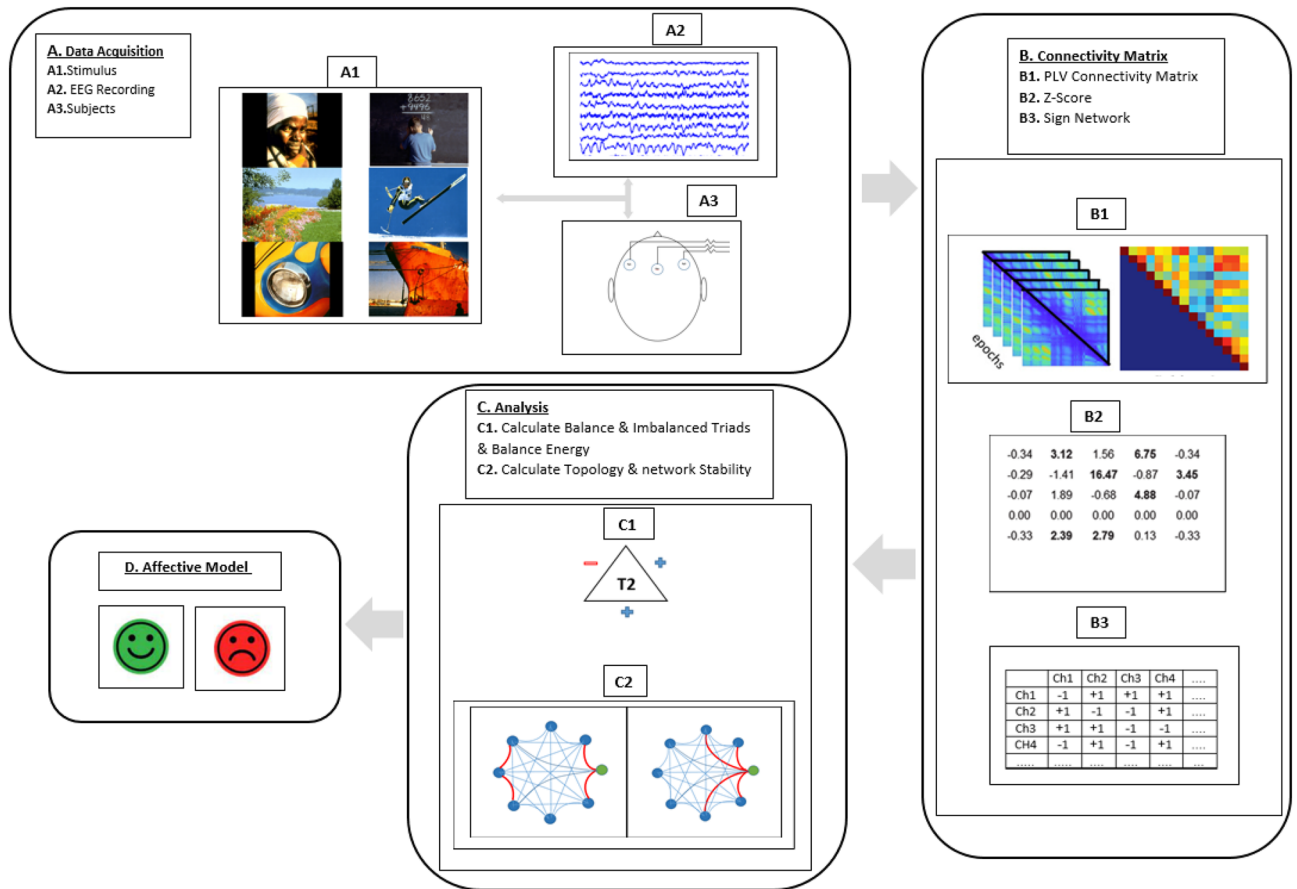 A. Data Acquisition
A1.Stimulus
A2. EEG Recording
A3.Subjects
A1
8652
+9496
A2
A3
B. Connectivity Matrix
B1. PLV Connectivity Matrix
B2. Z-Score
B3. Sign Network
B1
epochs
B2
-0.34 3.12 1.56 6.75 -0.34
-0.29 -1.41 16.47 -0.87 3.45
-0.07 1.89 -0.68 4.88 -0.07
0.00 0.00 0.00 0.00 0.00
-0.33 2.39 2.79 0.13 -0.33
B3
Ch1 Ch2 Ch3 Ch4 ....
Ch1 -1 +1 +1 +1 ....
Ch2 +1 -1 -1 +1 ....
Ch3 +1 +1 -1 -1 ....
CH4 -1 +1 -1 +1 ....
..... ..... .... .... ...
C. Analysis
C1. Calculate Balance & Imbalanced Triads
& Balance Energy
C2. Calculate Topology & network Stability
C1
T2
C2
D. Affective Model